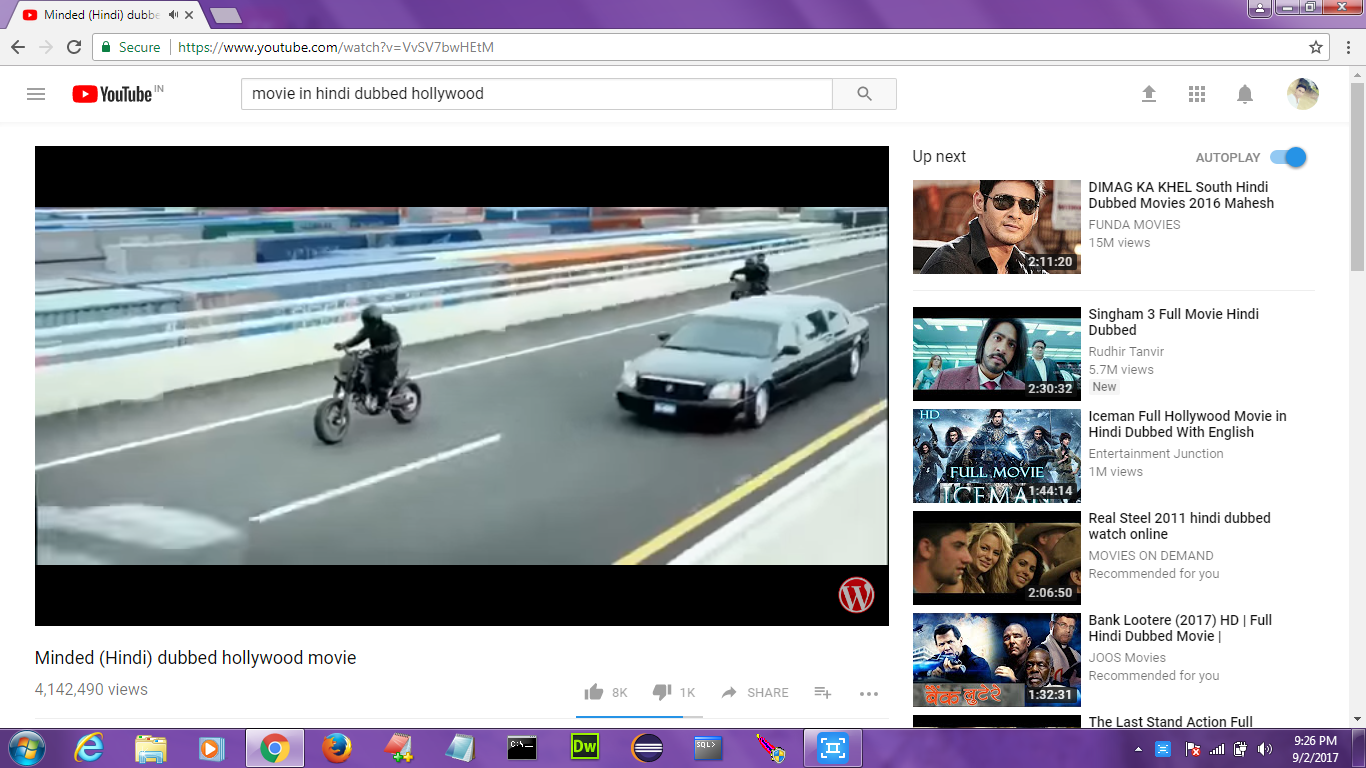 Minded (Hindi) dubbe
Secure
https://www.youtube.com/watch?v=VvSV7bwHEtM
YouTube IN
movie in hindi dubbed hollywood
Up next
AUTOPLAY
DIMAG KA KHEL South Hindi
Dubbed Movies 2016 Mahesh
FUNDA MOVIES
15M views
2:11:20
Singham 3 Full Movie Hindi
Dubbed
Rudhir Tanvir
5.7M views
New
2:30:32
HD
FULL MOVIE
ICEMAN
1:44:14
Iceman Full Hollywood Movie in
Hindi Dubbed With English
Entertainment Junction
1M views
Real Steel 2011 hindi dubbed
watch online
MOVIES ON DEMAND
Recommended for you
2:06:50
Bank Lootere (2017) HD | Full
Hindi Dubbed Movie |
JOOS Movies
Recommended for you
बैंक लुटेरे
1:32:31
The Last Stand Action Full
W
Minded (Hindi) dubbed hollywood movie
4,142,490 views
8K
1K
SHARE
C:\
Dw
SQL>
9:26 PM
9/2/2017